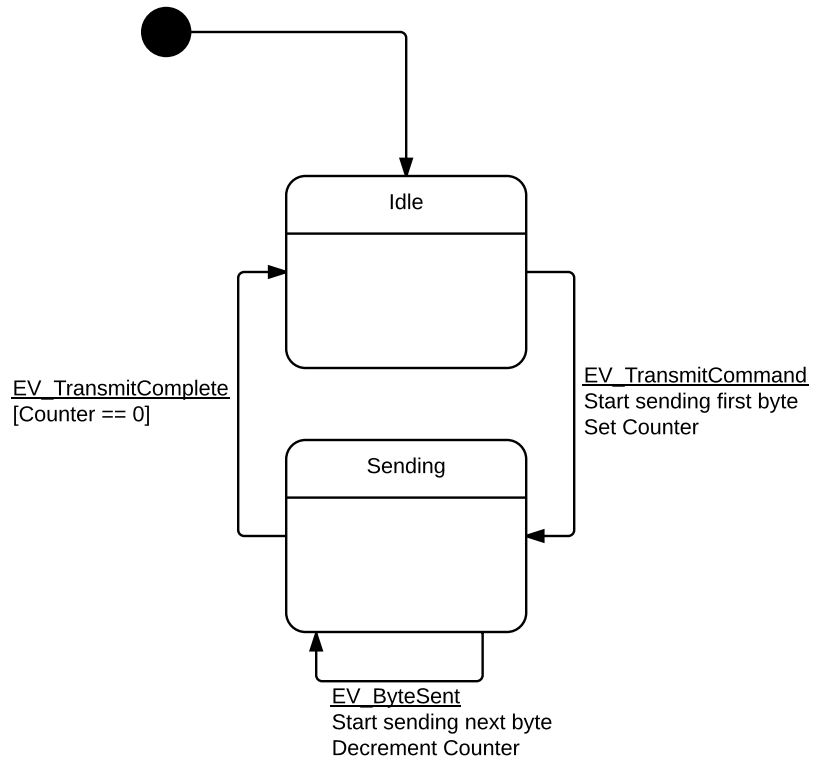 Idle
EV_TransmitComplete
[Counter == 0]
EV_TransmitCommand
Start sending first byte
Set Counter
Sending
EV_ByteSent
Start sending next byte
Decrement Counter